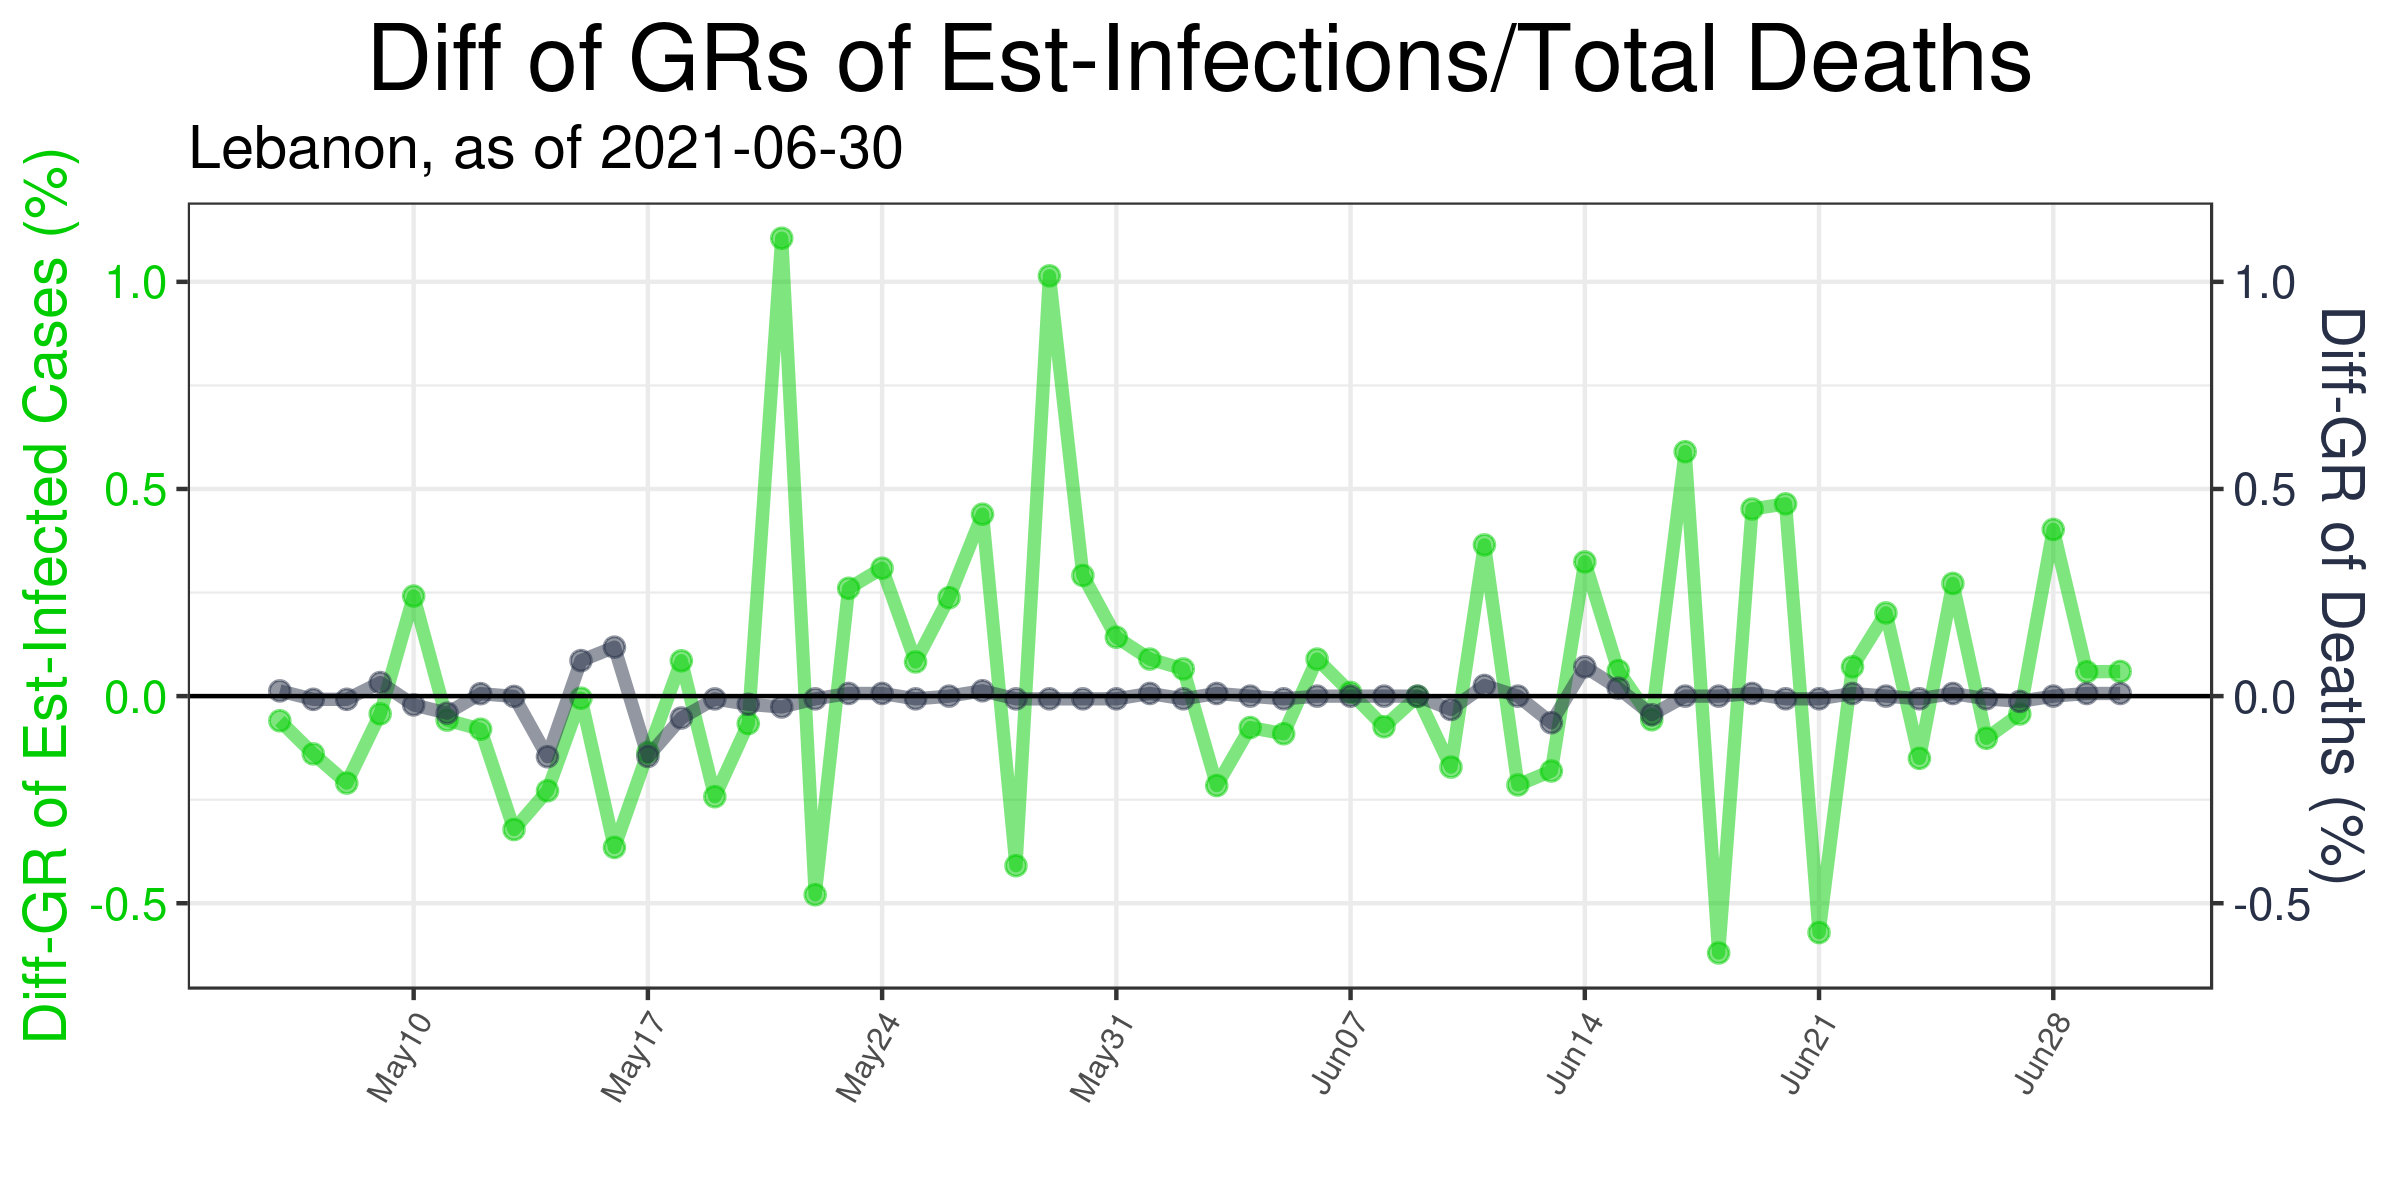 Diff of GRs of Est-Infections/Total Deaths
Lebanon, as of 2021-06-30
Diff-GR of Est-Infected Cases (%)
1.0
0.5
0.0
-0.5
1.0
0.5
0.0
-0.5
Diff-GR of Deaths (%)
May10
May17
May24
May31
Jun07
Jun14
Jun21
Jun28